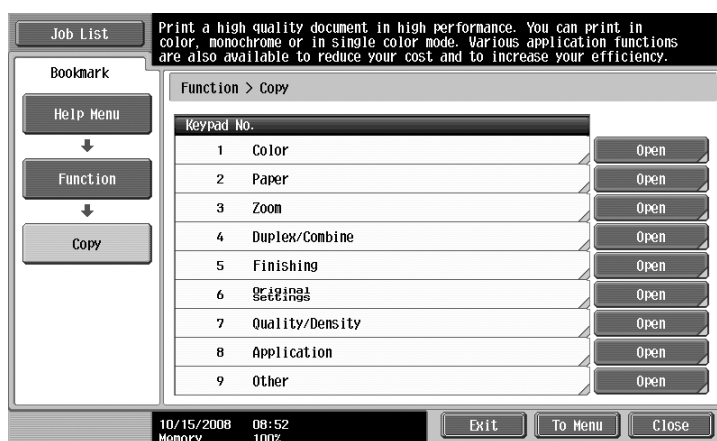 Job List
Print a high quality document in high performance. You can print in
color, monochrome or in single color mode. Various application functions
are also available to reduce your cost and to increase your efficiency.
Bookmark
Help Menu
Function
Copy
Function > Copy
Keypad No.
1 Color Open
2 Paper Open
3 Zoom Open
4 Duplex/Combine Open
5 Finishing Open
6 Original Settings Open
7 Quality/Density Open
8 Application Open
9 Other Open
10/15/2008 08:52
Memory 100%
Exit
To Menu
Close